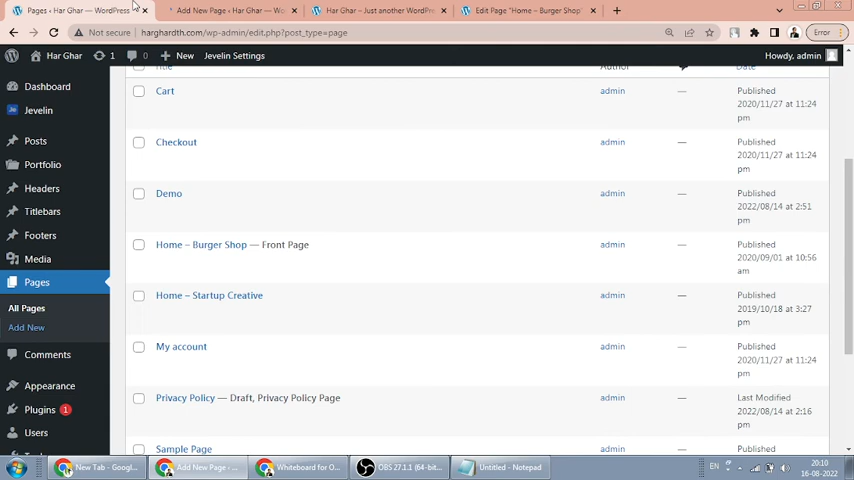 Pages ‹ Har Ghar — WordPress
Add New Page ‹ Har Ghar — Wo
Har Ghar – Just another WordPre
Edit Page "Home – Burger Shop"
Not secure harghardth.com/wp-admin/edit.php?post_type=page
Error
Har Ghar 1 0 New Jevelin Settings
Howdy, admin
Title Author Date
Dashboard
Jevelin
Posts
Portfolio
Headers
Titlebars
Footers
Media
Pages
All Pages
Add New
Comments
Appearance
Plugins 1
Users
Cart admin — Published
2020/11/27 at 11:24
pm
Checkout admin — Published
2020/11/27 at 11:24
pm
Demo admin — Published
2022/08/14 at 2:51
pm
Home – Burger Shop — Front Page admin — Published
2020/09/01 at 10:56
am
Home – Startup Creative admin — Published
2019/10/18 at 3:27
pm
My account admin — Published
2020/11/27 at 11:24
pm
Privacy Policy — Draft, Privacy Policy Page admin — Last Modified
2022/08/14 at 2:16
pm
Sample Page admin — Published
New Tab - Googl...
Add New Page ‹ ...
Whiteboard for O...
OBS 27.1.1 (64-bit...
Untitled - Notepad
EN
20:10
16-08-2022